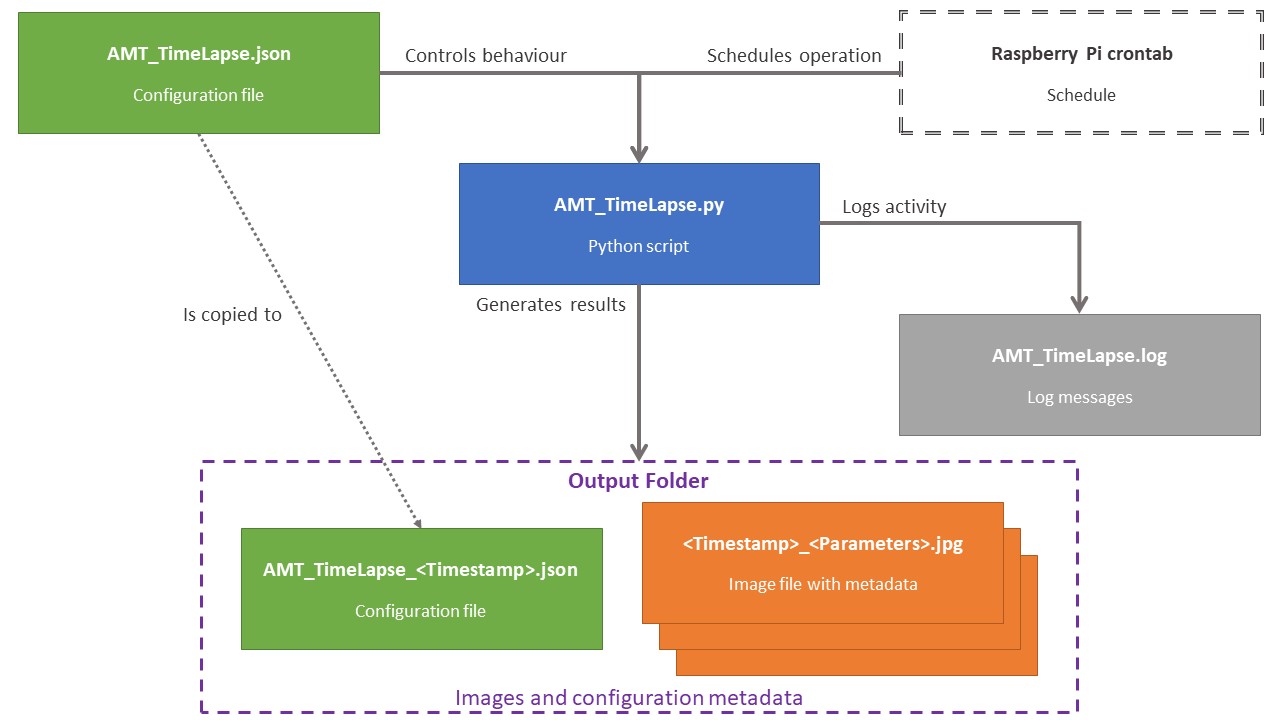 AMT_TimeLapse.json
Configuration file
Controls behaviour
Schedules operation
Raspberry Pi crontab
Schedule
AMT_TimeLapse.py
Python script
Logs activity
Generates results
Is copied to
AMT_TimeLapse.log
Log messages
Output Folder
AMT_TimeLapse_<Timestamp>.json
Configuration file
<Timestamp>_<Parameters>.jpg
Image file with metadata
Images and configuration metadata